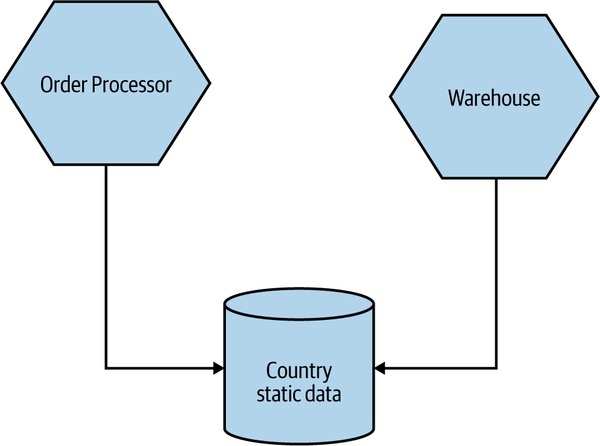 Order Processor
Warehouse
Country
static data